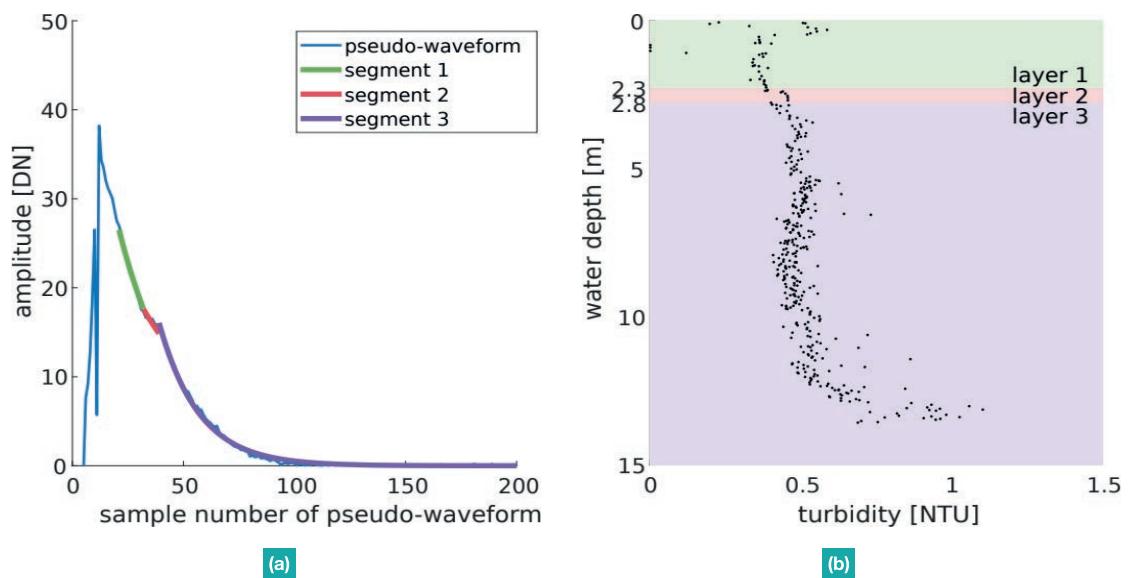 50
40
30
20
10
0
amplitude [DN]
pseudo-waveform
segment 1
segment 2
segment 3
0 50 100 150 200
sample number of pseudo-waveform
(a)
0
2.3
2.8
5
10
15
water depth [m]
layer 1
layer 2
layer 3
0 0.5 1 1.5
turbidity [NTU]
(b)